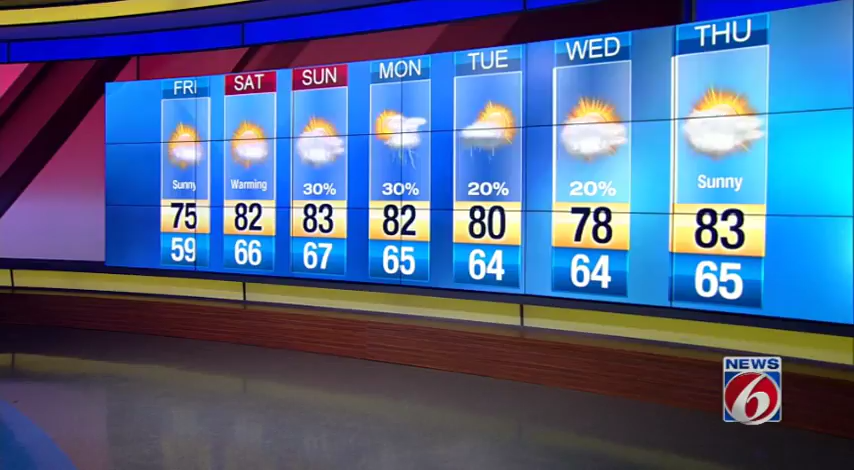 FRI SAT SUN MON TUE WED THU
Sunny Warming 30% 30% 20% 20% Sunny
75 82 83 82 80 78 83
59 66 67 65 64 64 65
NEWS
6